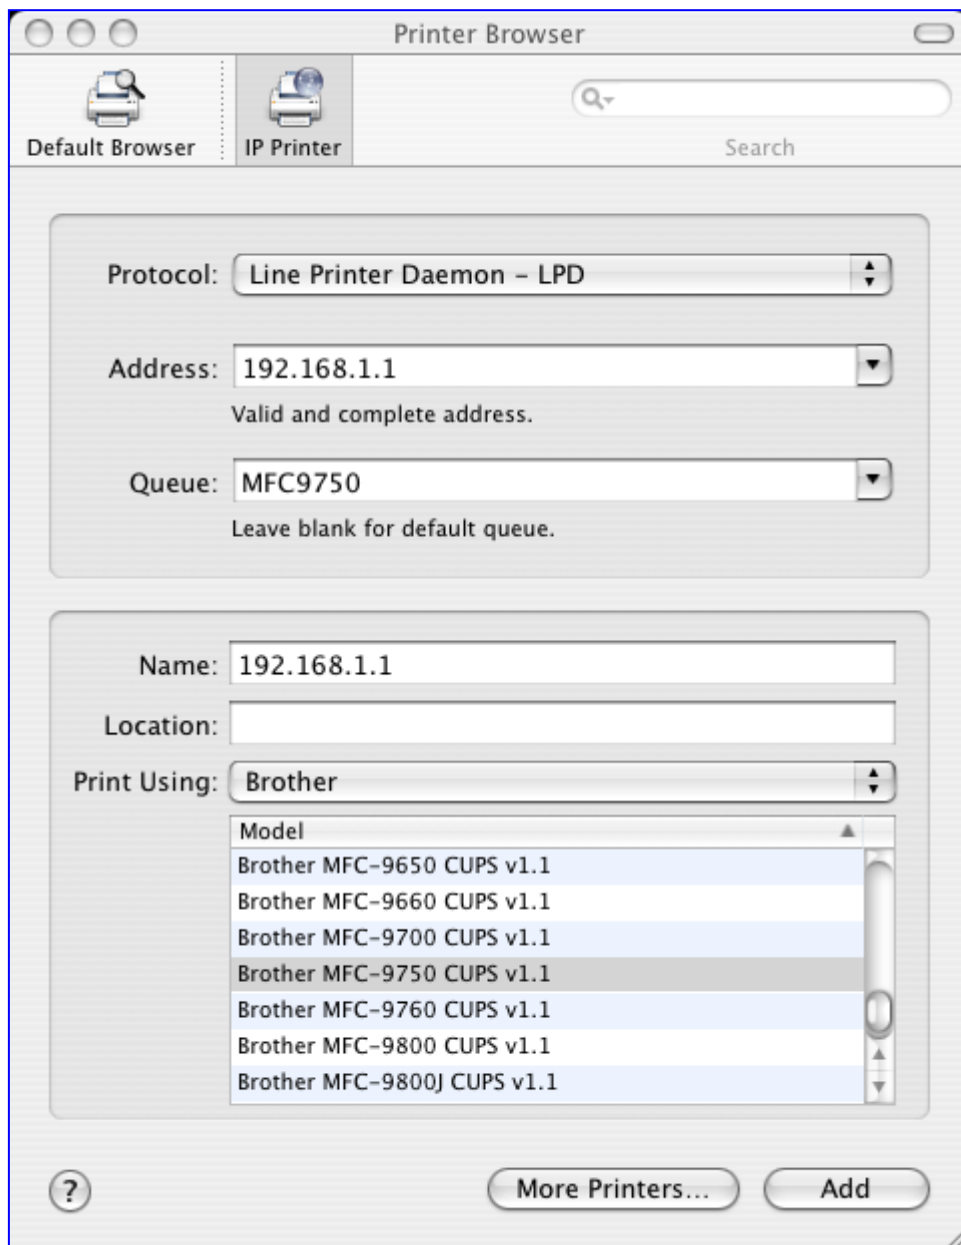 Printer Browser
Default Browser
IP Printer
Search
Protocol: Line Printer Daemon – LPD
Address: 192.168.1.1
Valid and complete address.
Queue: MFC9750
Leave blank for default queue.
Name: 192.168.1.1
Location:
Print Using: Brother
Model
Brother MFC–9650 CUPS v1.1
Brother MFC–9660 CUPS v1.1
Brother MFC–9700 CUPS v1.1
Brother MFC–9750 CUPS v1.1
Brother MFC–9760 CUPS v1.1
Brother MFC–9800 CUPS v1.1
Brother MFC–9800J CUPS v1.1
? More Printers... Add